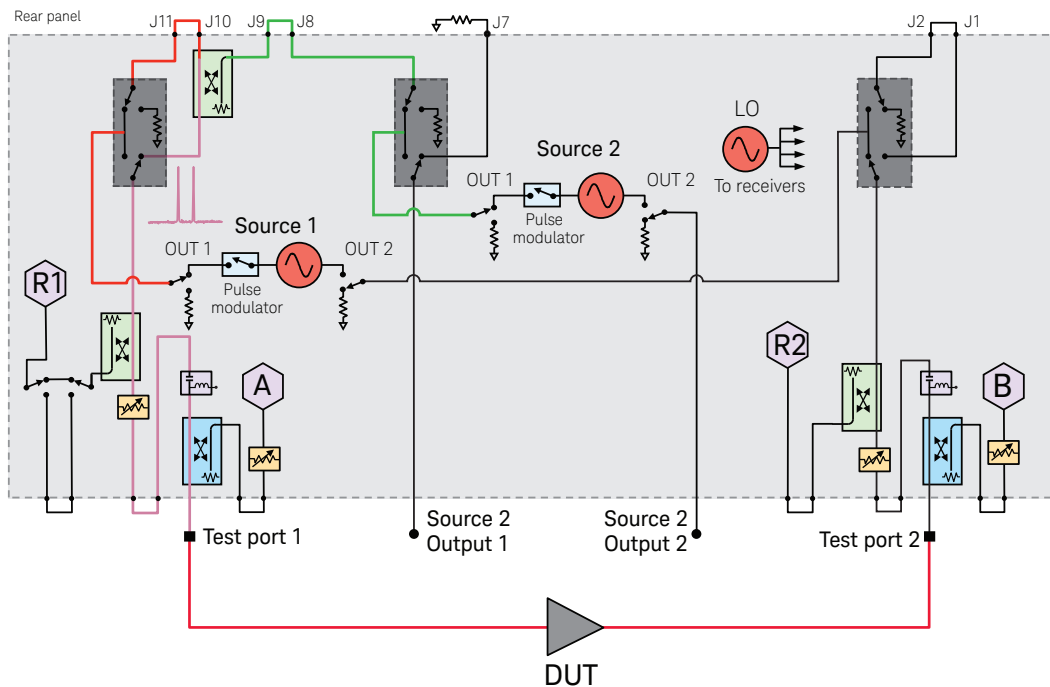 Rear panel
J11
J10
J9
J8
J7
J2
J1
LO
To receivers
Source 2
OUT 1
OUT 2
Pulse
modulator
Source 1
OUT 1
OUT 2
Pulse
modulator
R1
A
R2
B
Test port 1
Source 2
Output 1
Source 2
Output 2
Test port 2
DUT